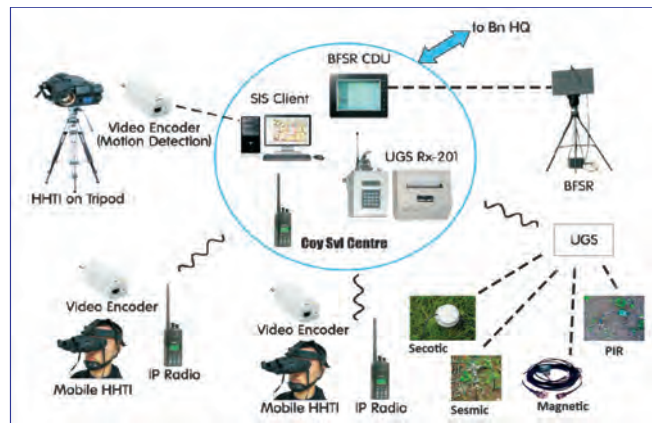 to Bn HQ
BFSR CDU
SIS Client
Video Encoder
(Motion Detection)
HHTI on Tripod
UGS Rx-201
BFSR
Coy Svl Centre
UGS
Video Encoder
IP Radio
Mobile HHTI
Video Encoder
IP Radio
Mobile HHTI
Secotic
Sesmic
Magnetic
PIR